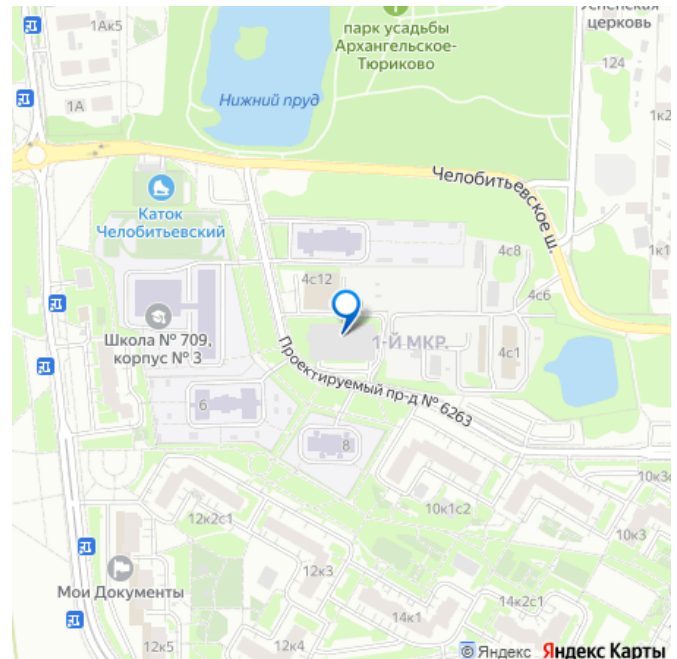 Успенская
церковь
1Ак5
парк усадьбы
Архангельское-
Тюриково
124
1А
Нижний пруд
1к2
Челобитьевское ш.
Каток
Челобитьевский
4с8
1к1
4с12
4с6
Школа № 709,
корпус № 3
1-Й МКР.
4с1
Проектируемый пр-д № 6263
6
8
10к3с
10к1с2
12к2с1
10к3
12к3
Мои Документы
14к2с1
14к1
12к5
12к4
© Яндекс Яндекс Карты